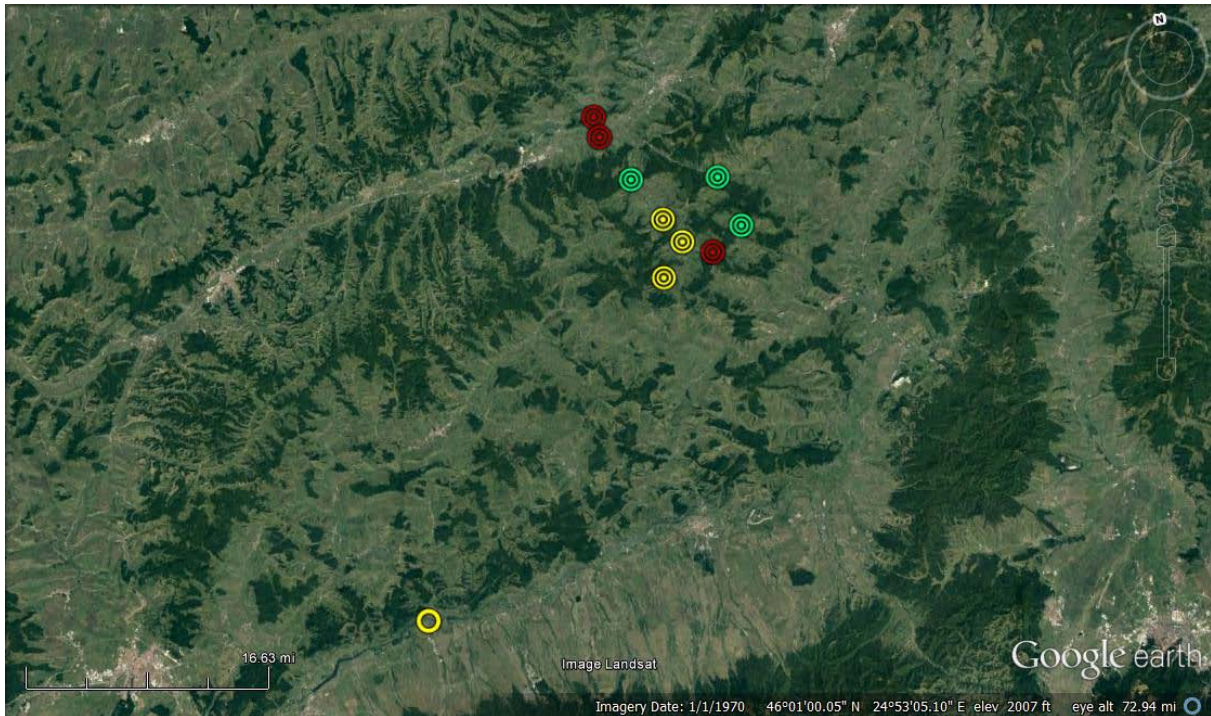 N
16.63 mi
Image Landsat
Google earth
Imagery Date: 1/1/1970 46°01'00.05" N 24°53'05.10" E elev 2007 ft eye alt 72.94 mi